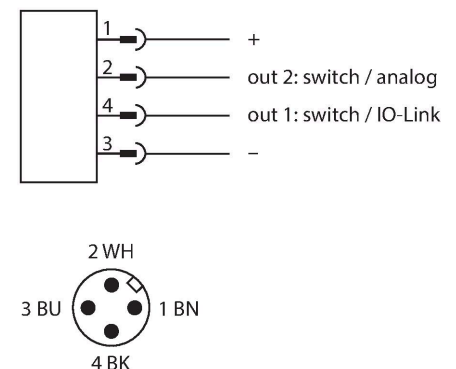 1 +
2 out 2: switch / analog
4 out 1: switch / IO-Link
3 –
2 WH
3 BU 1 BN
4 BK